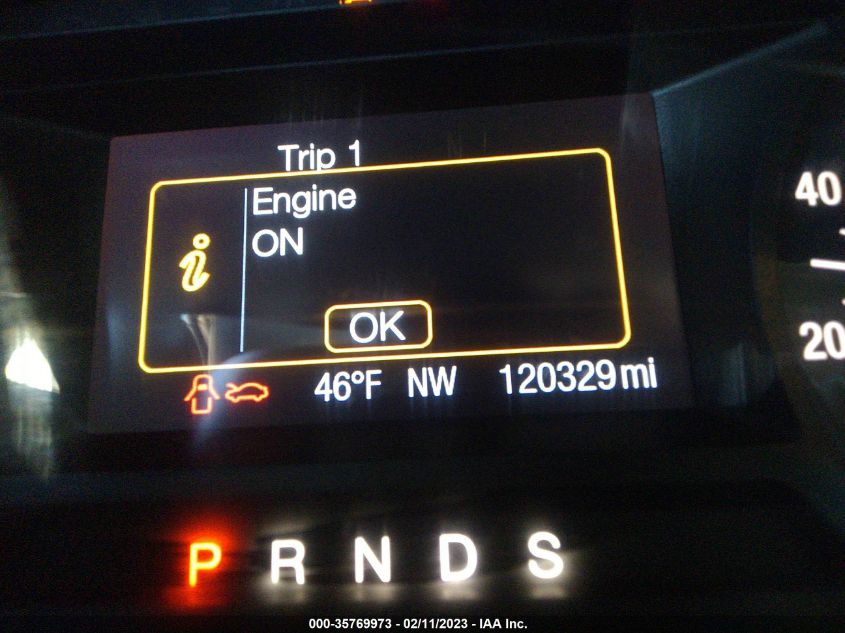 Trip 1
Engine
ON
OK
46°F NW 120329 mi
40
20
P R N D S
000-35769973 - 02/11/2023 - IAA Inc.